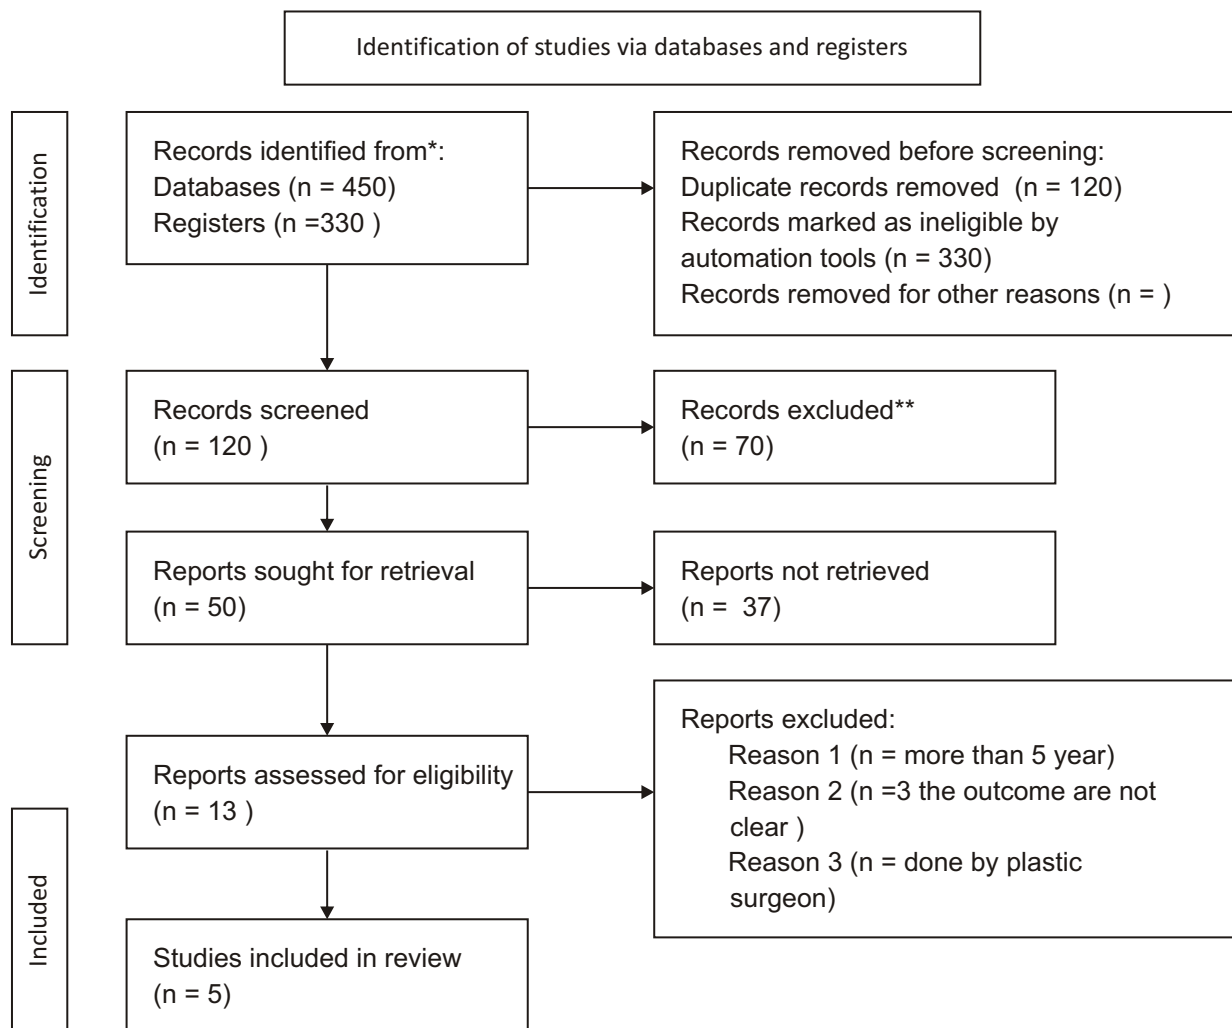 Identification of studies via databases and registers
Identification
Records identified from*:
Databases (n = 450)
Registers (n =330 )
Records removed before screening:
Duplicate records removed  (n = 120)
Records marked as ineligible by
automation tools (n = 330)
Records removed for other reasons (n = )
Screening
Records screened
(n = 120 )
Records excluded**
(n = 70)
Reports sought for retrieval
(n = 50)
Reports not retrieved
(n =  37)
Reports assessed for eligibility
(n = 13 )
Reports excluded:
Reason 1 (n = more than 5 year)
Reason 2 (n =3 the outcome are not
clear )
Reason 3 (n = done by plastic
surgeon)
Included
Studies included in review
(n = 5)